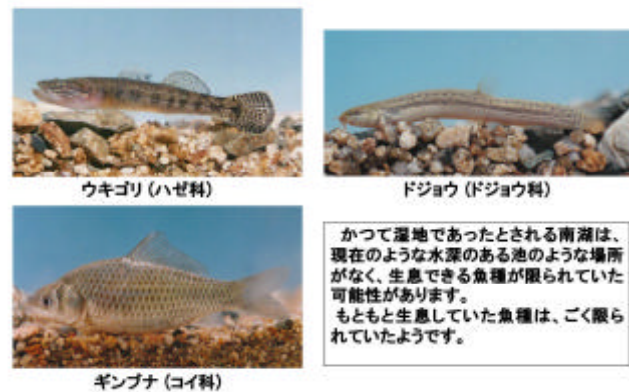 ウキゴリ（ハゼ科）
ドジョウ（ドジョウ科）
ギンブナ（コイ科）
かつて湿地であったとされる南湖は、
現在のような水深のある池のような場所
がなく、生息できる魚種が限られていた
可能性があります。
もともと生息していた魚種は、ごく限ら
れていたようです。